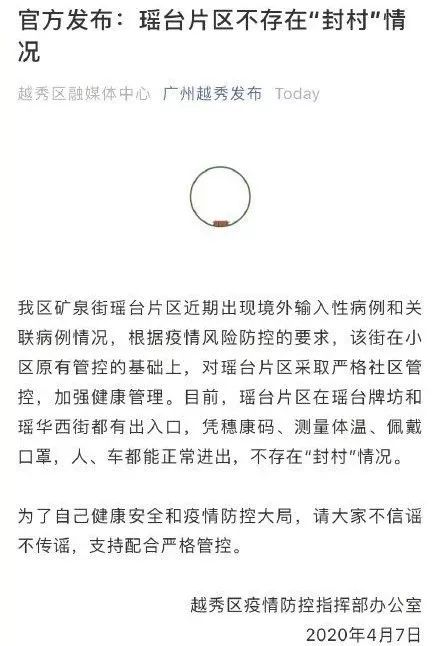 官方发布：瑶台片区不存在“封村”情
况
越秀区融媒体中心 广州越秀发布 Today
我区矿泉街瑶台片区近期出现境外输入性病例和关
联病例情况，根据疫情风险防控的要求，该街在小
区原有管控的基础上，对瑶台片区采取严格社区管
控，加强健康管理。目前，瑶台片区在瑶台牌坊和
瑶华西街都有出入口，凭穗康码、测量体温、佩戴
口罩，人、车都能正常进出，不存在“封村”情况。
为了自己健康安全和疫情防控大局，请大家不信谣
不传谣，支持配合严格管控。
越秀区疫情防控指挥部办公室
2020年4月7日